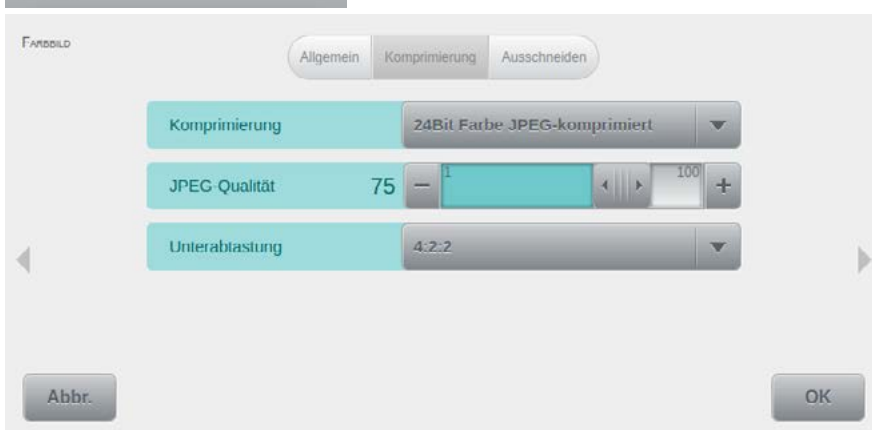 Farbbild
Allgemein Komprimierung Ausschneiden
Komprimierung 24Bit Farbe JPEG-komprimiert
JPEG-Qualität 75 − 1 100 +
Unterabtastung 4:2:2
Abbr. OK